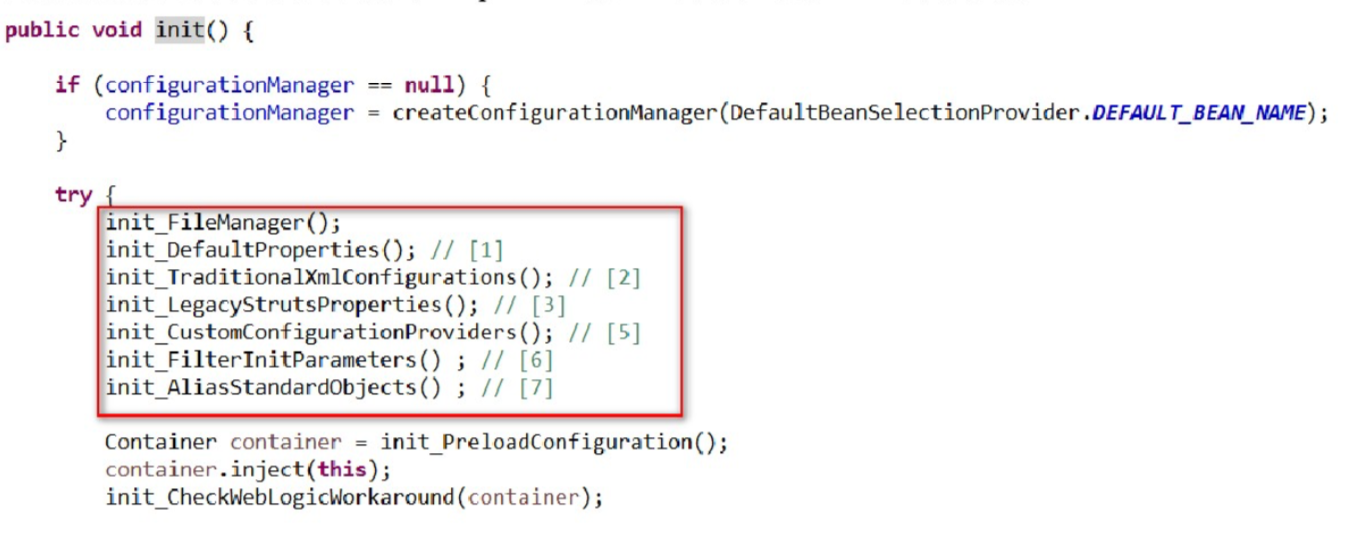 public void init() {
if (configurationManager == null) {
configurationManager = createConfigurationManager(DefaultBeanSelectionProvider.DEFAULT_BEAN_NAME);
}
try {
init_FileManager();
init_DefaultProperties(); // [1]
init_TraditionalXmlConfigurations(); // [2]
init_LegacyStrutsProperties(); // [3]
init_CustomConfigurationProviders(); // [5]
init_FilterInitParameters() ; // [6]
init_AliasStandardObjects() ; // [7]
Container container = init_PreloadConfiguration();
container.inject(this);
init_CheckWebLogicWorkaround(container);